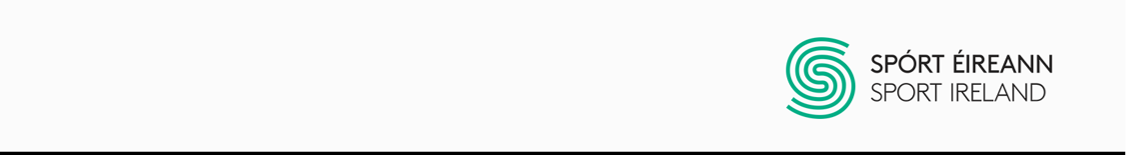 SPÓRT ÉIREANN
SPORT IRELAND